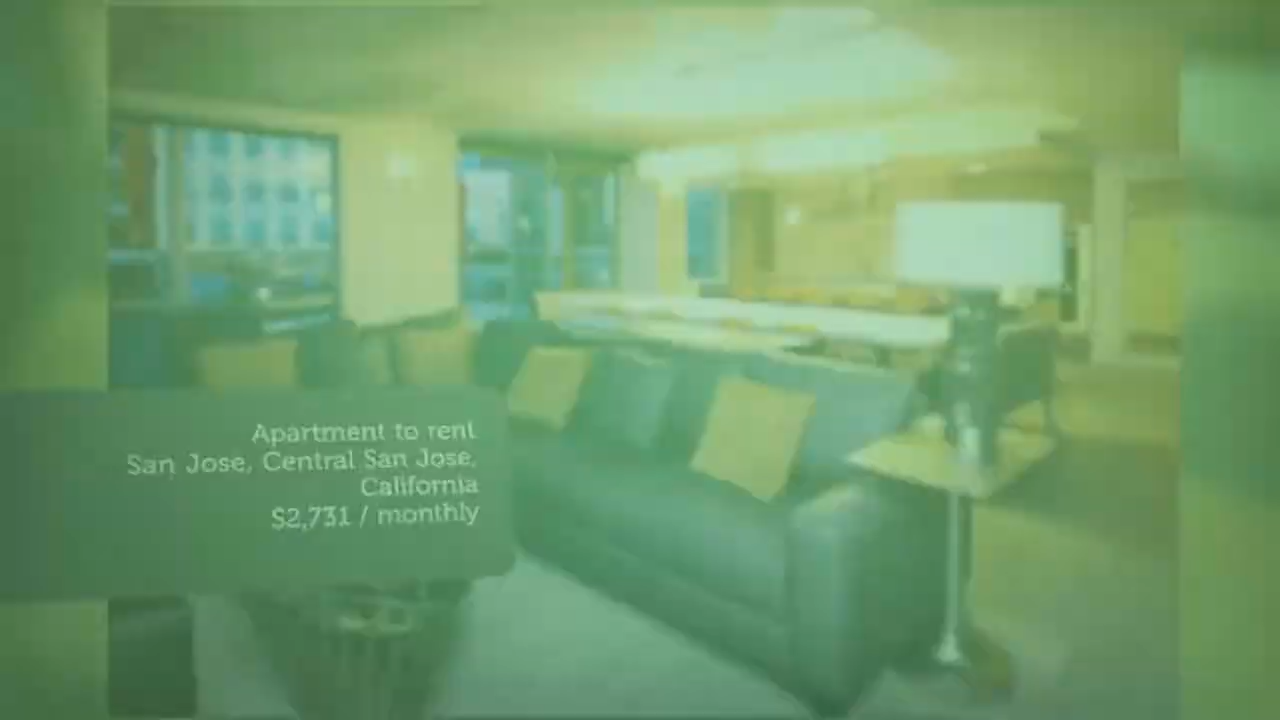 Apartment to rent
San Jose, Central San Jose,
California
$2,731 / monthly